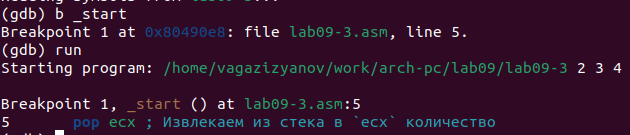 (gdb) b _start
Breakpoint 1 at 0x80490e8: file lab09-3.asm, line 5.
(gdb) run
Starting program: /home/vagazizyanov/work/arch-pc/lab09/lab09-3 2 3 4
Breakpoint 1, _start () at lab09-3.asm:5
5 pop ecx ; Извлекаем из стека в `ecx` количество